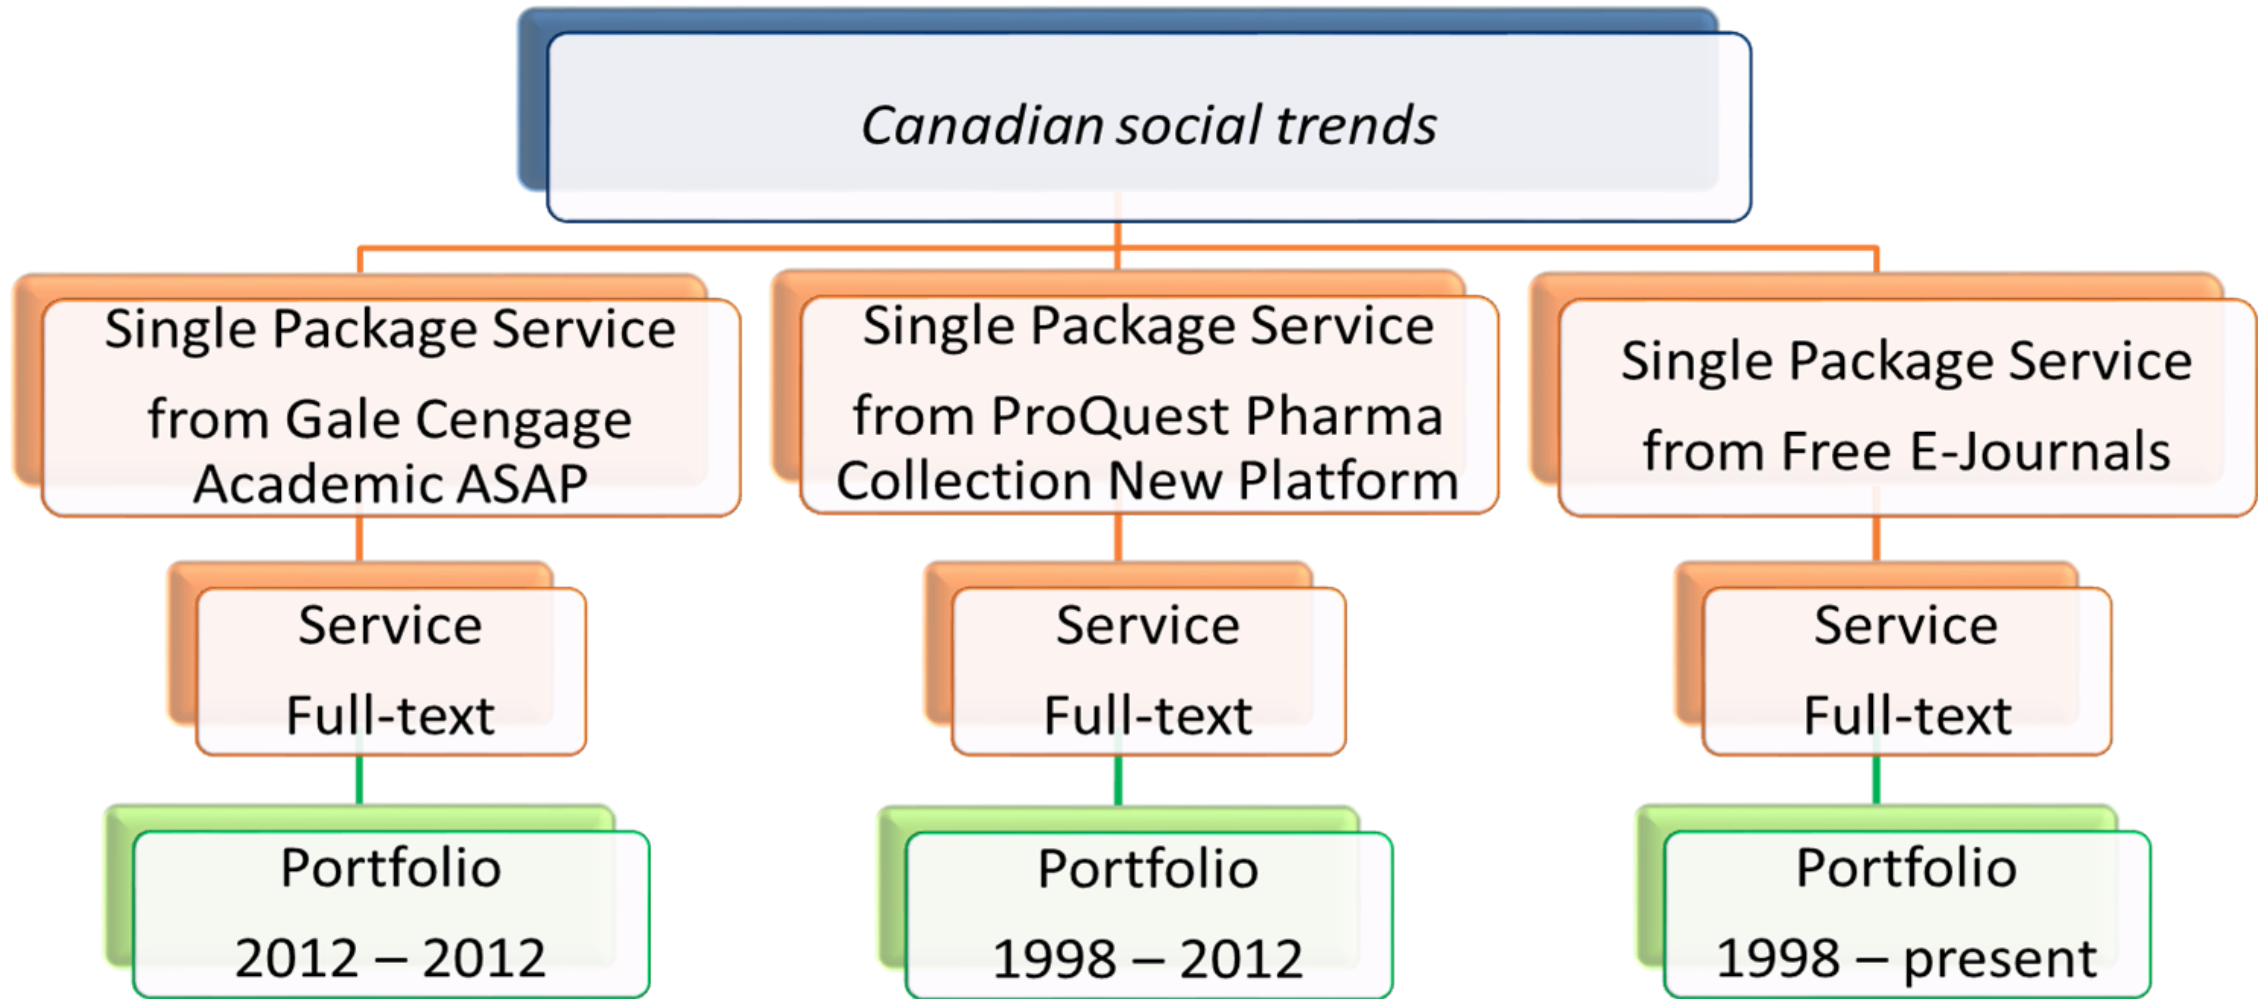 Canadian social trends
Single Package Service
from Gale Cengage
Academic ASAP
Single Package Service
from ProQuest Pharma
Collection New Platform
Single Package Service
from Free E-Journals
Service
Full-text
Service
Full-text
Service
Full-text
Portfolio
2012 – 2012
Portfolio
1998 – 2012
Portfolio
1998 – present